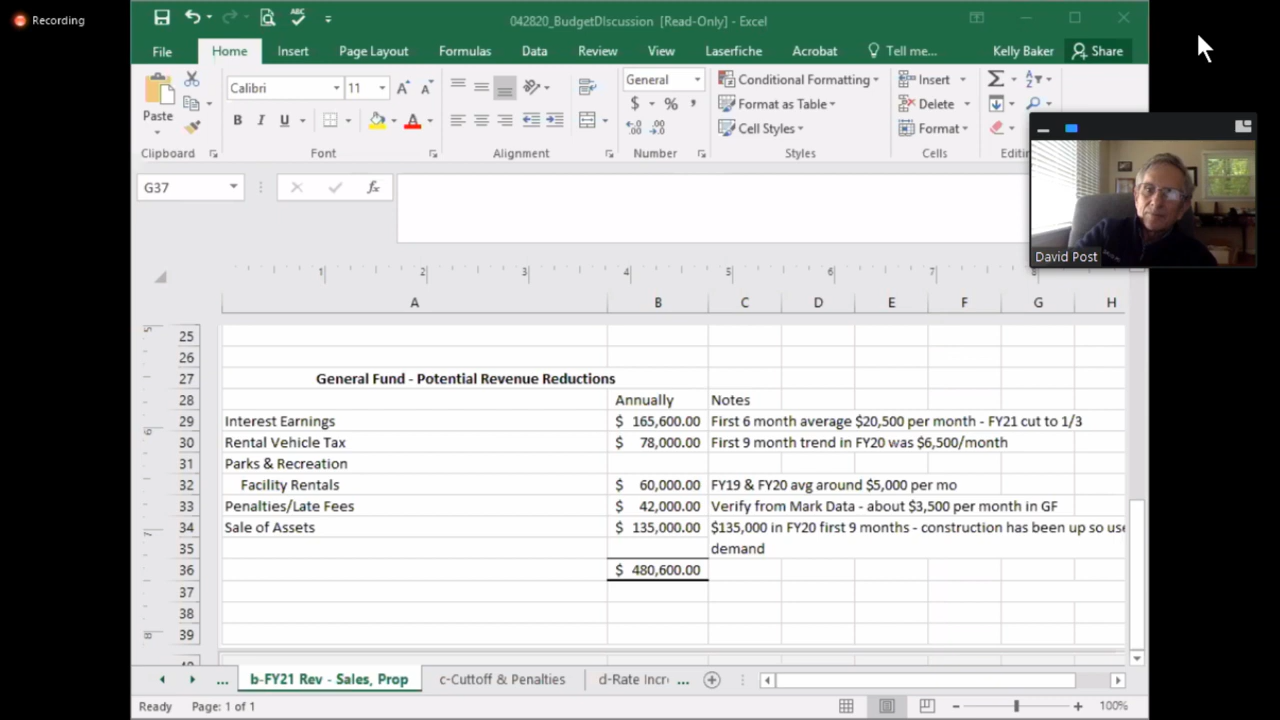 Recording
042820_BudgetDIscussion [Read-Only] - Excel
File Home Insert Page Layout Formulas Data Review View Laserfiche Acrobat Tell me... Kelly Baker Share
Paste
Calibri 11
B I U
General
$ % ,
Conditional Formatting
Format as Table
Cell Styles
Insert
Delete
Format
Clipboard Font Alignment Number Styles Cells
G37
fx
David Post
1 2 3 4 5 6 7
A B C D E F G H
25
26
27 General Fund - Potential Revenue Reductions
28 Annually Notes
29 Interest Earnings $ 165,600.00 First 6 month average $20,500 per month - FY21 cut to 1/3
30 Rental Vehicle Tax $ 78,000.00 First 9 month trend in FY20 was $6,500/month
31 Parks & Recreation
32 Facility Rentals $ 60,000.00 FY19 & FY20 avg around $5,000 per mo
33 Penalties/Late Fees $ 42,000.00 Verify from Mark Data - about $3,500 per month in GF
34 Sale of Assets $ 135,000.00 $135,000 in FY20 first 9 months - construction has been up so use
35 demand
36 $ 480,600.00
37
38
39
... b-FY21 Rev - Sales, Prop c-Cuttoff & Penalties d-Rate Incr ...
Ready Page: 1 of 1 100%